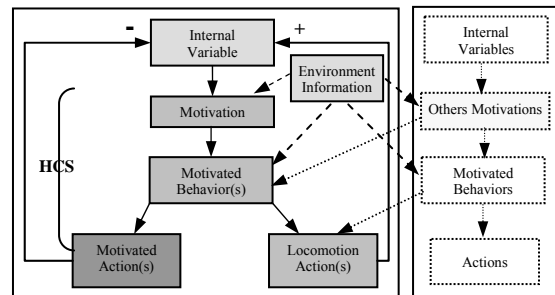 -
+
Internal
Variable
Environment
Information
Motivation
HCS
Motivated
Behavior(s)
Motivated
Action(s)
Locomotion
Action(s)
Internal
Variables
Others Motivations
Motivated
Behaviors
Actions